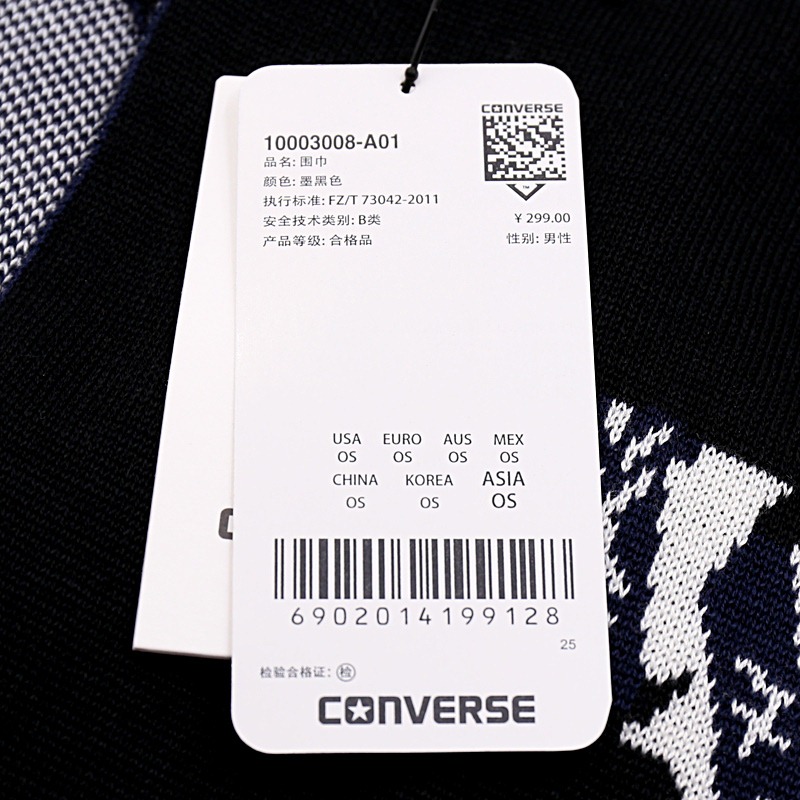 CONVERSE
10003008-A01
品名: 围巾
颜色: 墨黑色
执行标准: FZ/T 73042-2011
安全技术类别: B类
产品等级: 合格品
TM
¥ 299.00
性别: 男性
USA EURO AUS MEX
OS OS OS OS
CHINA KOREA ASIA
OS OS OS
6902014199128
25
检验合格证: 检
CONVERSE